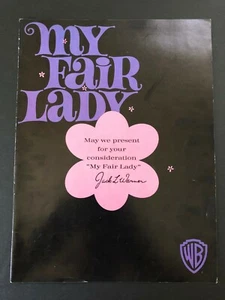 My
FaiR
LADY
May we present
for your
consideration
"My Fair Lady"
Jack L. Warner
WB